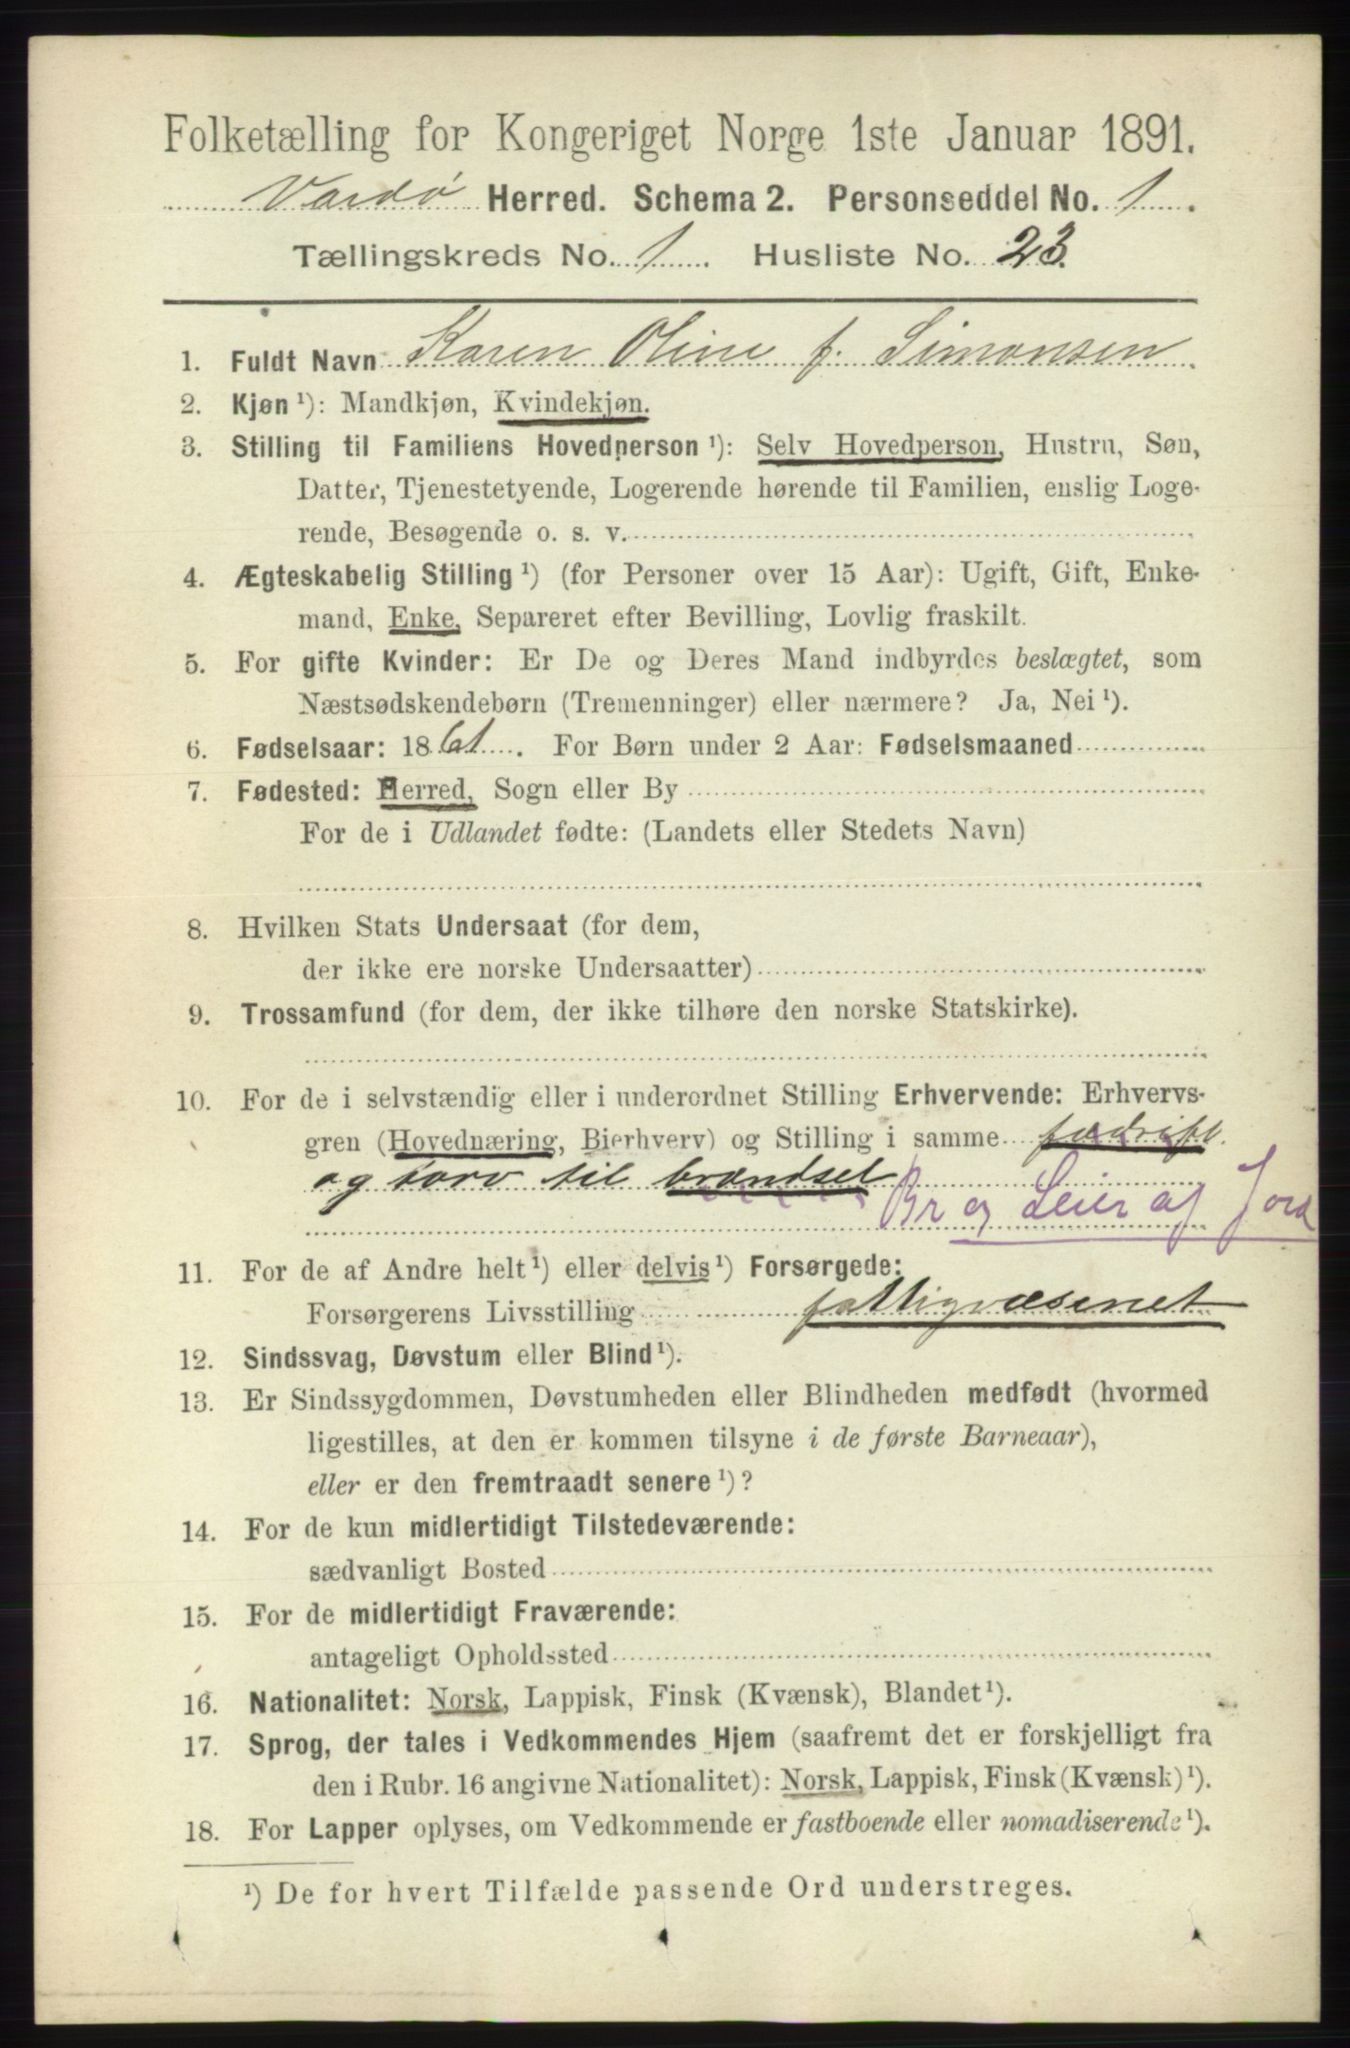 Folketælling for Kongeriget Norge 1ste Januar 1891.
Vardø Herred. Schema 2. Personseddel No. 1.
Tællingskreds No. 1. Husliste No. 23.
1. Fuldt Navn Karen Oline f. Simonsen
2. Kjøn ¹): Mandkjøn, Kvindekjøn.
3. Stilling til Familiens Hovedperson ¹): Selv Hovedperson, Hustru, Søn,
Datter, Tjenestetyende, Logerende hørende til Familien, enslig Loge-
rende, Besøgende o. s. v.
4. Ægteskabelig Stilling ¹) (for Personer over 15 Aar): Ugift, Gift, Enke-
mand, Enke, Separeret efter Bevilling, Lovlig fraskilt.
5. For gifte Kvinder: Er De og Deres Mand indbyrdes beslægtet, som
Næstsødskendebørn (Tremenninger) eller nærmere? Ja, Nei ¹).
6. Fødselsaar: 1861. For Børn under 2 Aar: Fødselsmaaned
7. Fødested: Herred, Sogn eller By
For de i Udlandet fødte: (Landets eller Stedets Navn)
8. Hvilken Stats Undersaat (for dem,
der ikke ere norske Undersaatter)
9. Trossamfund (for dem, der ikke tilhøre den norske Statskirke).
10. For de i selvstændig eller i underordnet Stilling Erhvervende: Erhvervs-
gren (Hovednæring, Bierhverv) og Stilling i samme fædrift
og torv til brændsel
Br og Leier af Jord
11. For de af Andre helt ¹) eller delvis ¹) Forsørgede:
Forsørgerens Livsstilling fattigvæsenet
12. Sindssvag, Døvstum eller Blind ¹).
13. Er Sindssygdommen, Døvstumheden eller Blindheden medfødt (hvormed
ligestilles, at den er kommen tilsyne i de første Barneaar),
eller er den fremtraadt senere ¹)?
14. For de kun midlertidigt Tilstedeværende:
sædvanligt Bosted
15. For de midlertidigt Fraværende:
antageligt Opholdssted
16. Nationalitet: Norsk, Lappisk, Finsk (Kvænsk), Blandet ¹).
17. Sprog, der tales i Vedkommendes Hjem (saafremt det er forskjelligt fra
den i Rubr. 16 angivne Nationalitet): Norsk, Lappisk, Finsk (Kvænsk) ¹).
18. For Lapper oplyses, om Vedkommende er fastboende eller nomadiserende ¹).
¹) De for hvert Tilfælde passende Ord understreges.